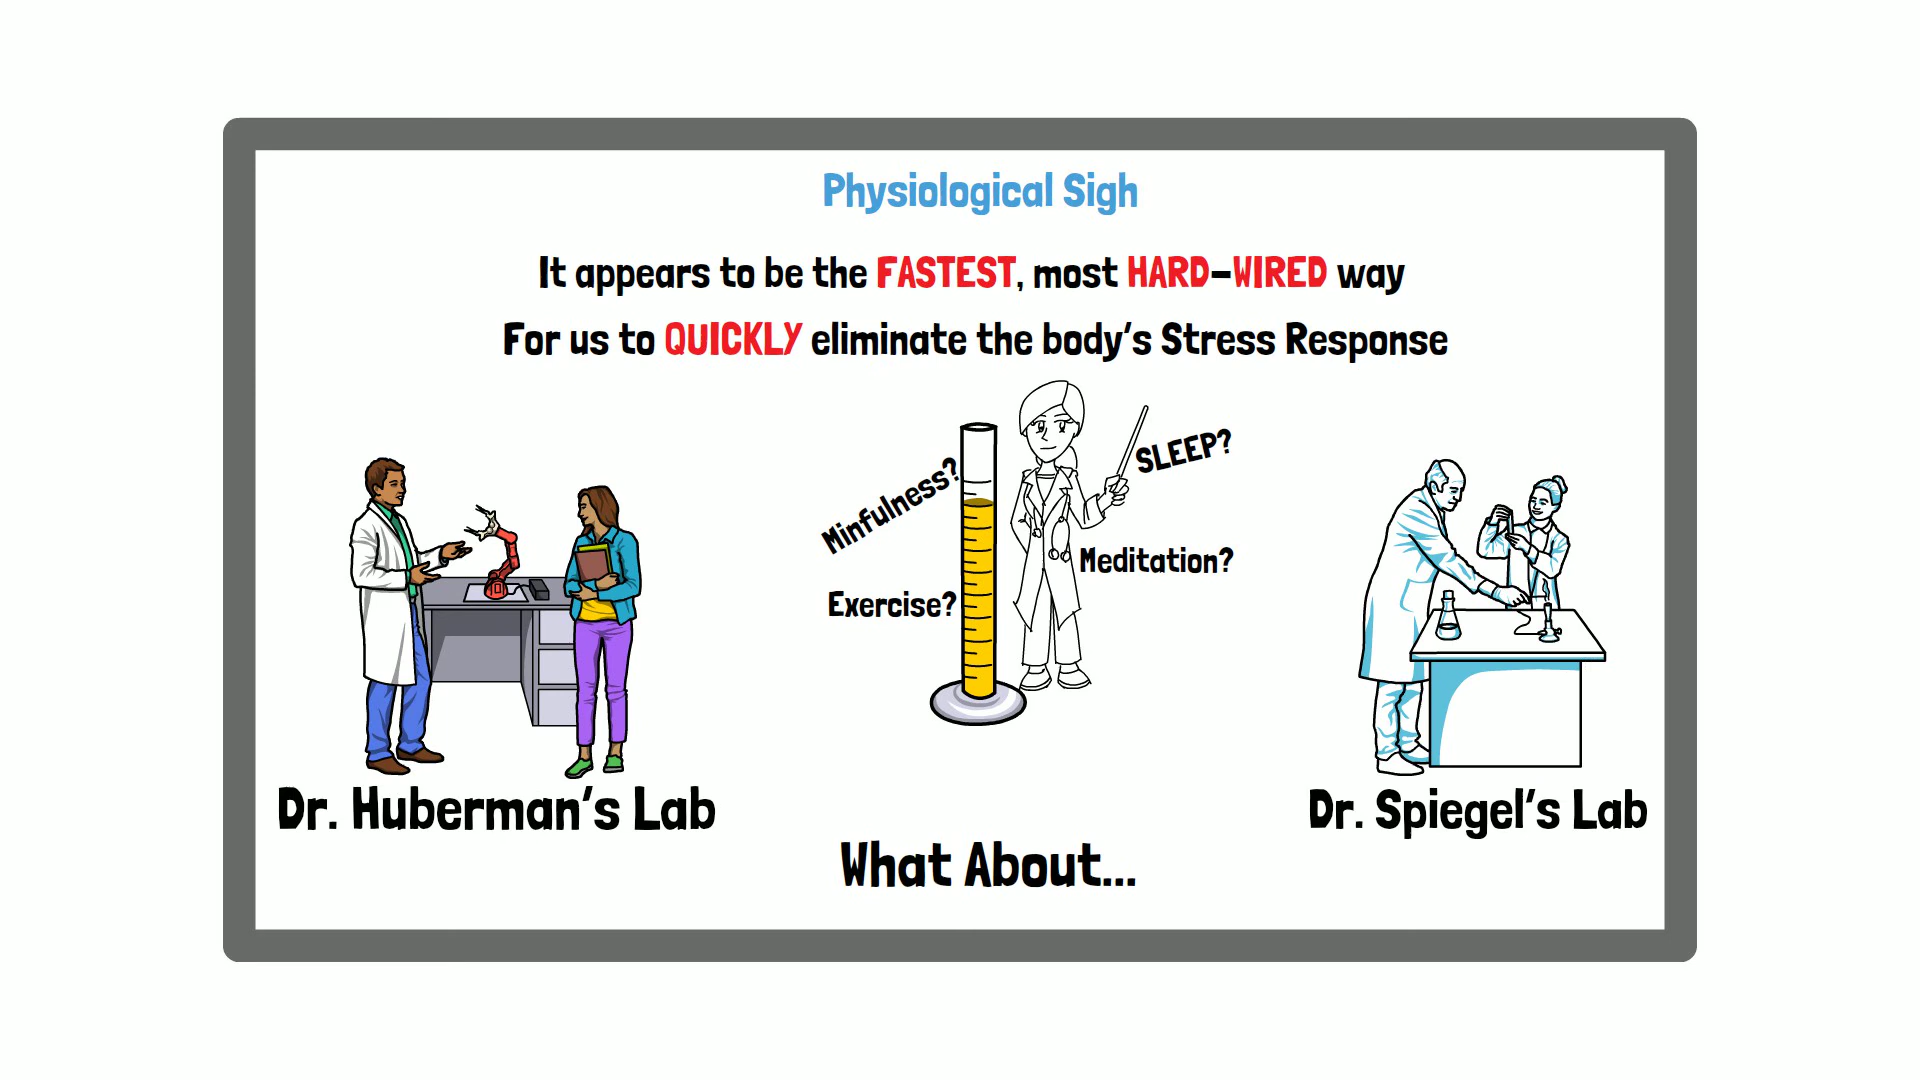 Physiological Sigh
It appears to be the FASTEST, most HARD-WIRED way
For us to QUICKLY eliminate the body's Stress Response
Minfulness?
SLEEP?
Meditation?
Exercise?
Dr. Huberman's Lab
Dr. Spiegel's Lab
What About...